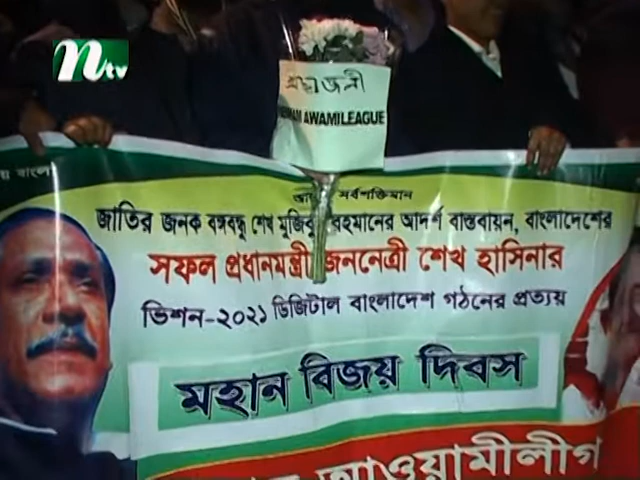 ntv
শ্রদ্ধাঞ্জলী
AWAMILEAGUE
সর্বশক্তিমান
জাতির জনক বঙ্গবন্ধু শেখ মুজিবুর রহমানের আদর্শ বাস্তবায়ন, বাংলাদেশের
সফল প্রধানমন্ত্রী জননেত্রী শেখ হাসিনার
ভিশন-২০২১ ডিজিটাল বাংলাদেশ গঠনের প্রত্যয়
মহান বিজয় দিবস
আওয়ামীলীগ